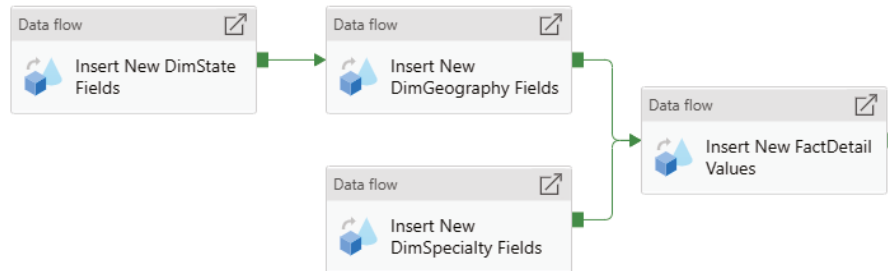 Data flow
Insert New DimState
Fields
Data flow
Insert New
DimGeography Fields
Data flow
Insert New FactDetail
Values
Data flow
Insert New
DimSpecialty Fields